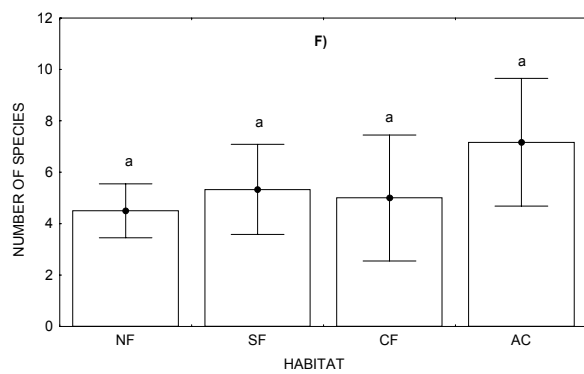 F)
NUMBER OF SPECIES
12
10
8
6
4
2
0
a a a a
NF SF CF AC
HABITAT